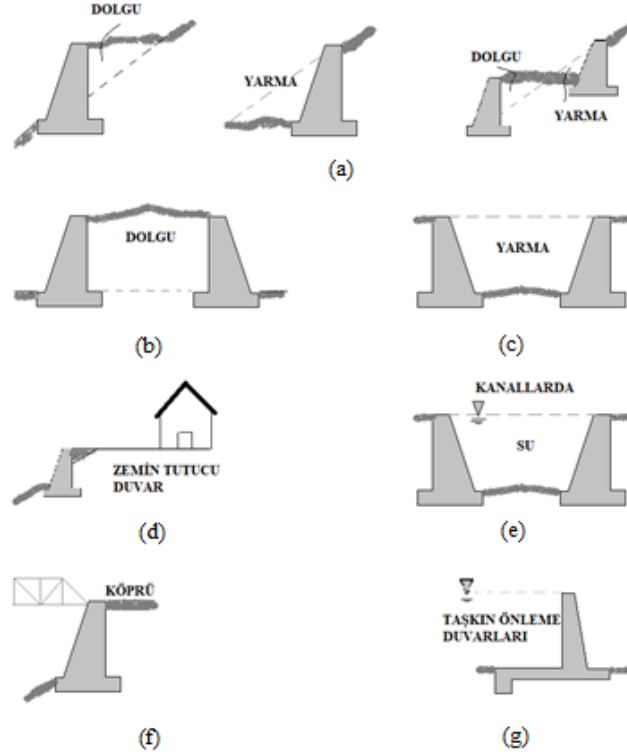 DOLGU
YARMA
DOLGU
YARMA
(a)
DOLGU
(b)
YARMA
(c)
ZEMİN TUTUCU
DUVAR
(d)
KANALLARDA
SU
(e)
KÖPRÜ
(f)
TAŞKIN ÖNLEME
DUVARLARI
(g)